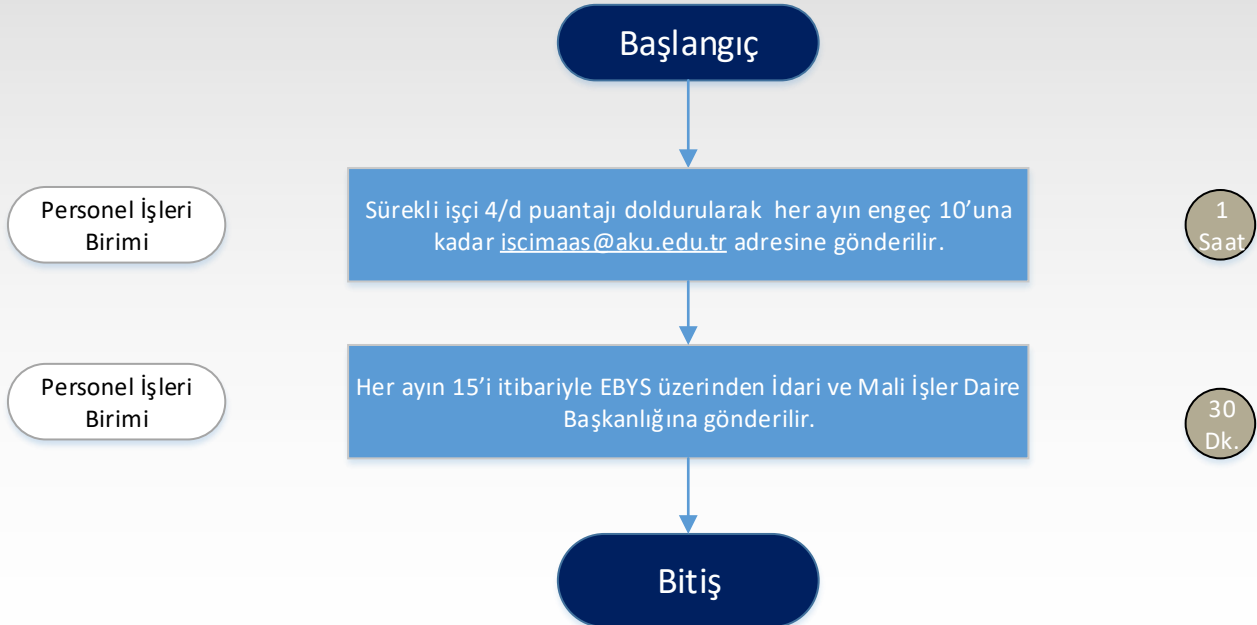 Başlangıç
Personel İşleri
Birimi
Sürekli işçi 4/d puantajı doldurularak her ayın engeç 10’una
kadar iscimaas@aku.edu.tr adresine gönderilir.
1
Saat
Personel İşleri
Birimi
Her ayın 15’i itibariyle EBYS üzerinden İdari ve Mali İşler Daire
Başkanlığına gönderilir.
30
Dk.
Bitiş